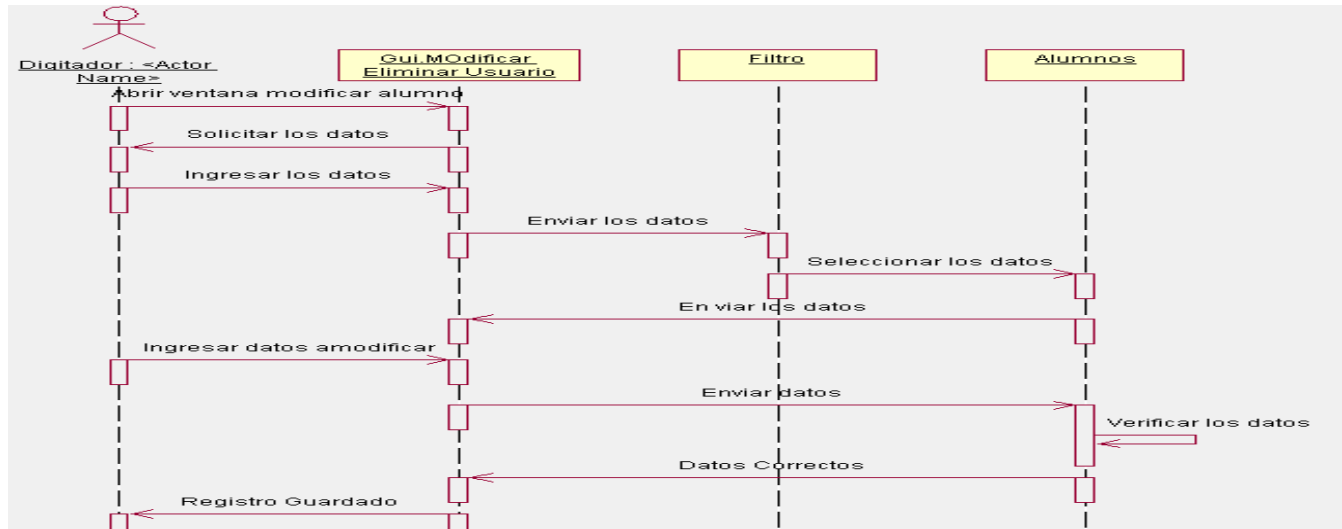 Digitador : <Actor
Name>
Gui.MOdificar
Eliminar Usuario
Filtro
Alumnos
Abrir ventana modificar alumno
Solicitar los datos
Ingresar los datos
Enviar los datos
Seleccionar los datos
En viar los datos
Ingresar datos amodificar
Enviar datos
Verificar los datos
Datos Correctos
Registro Guardado